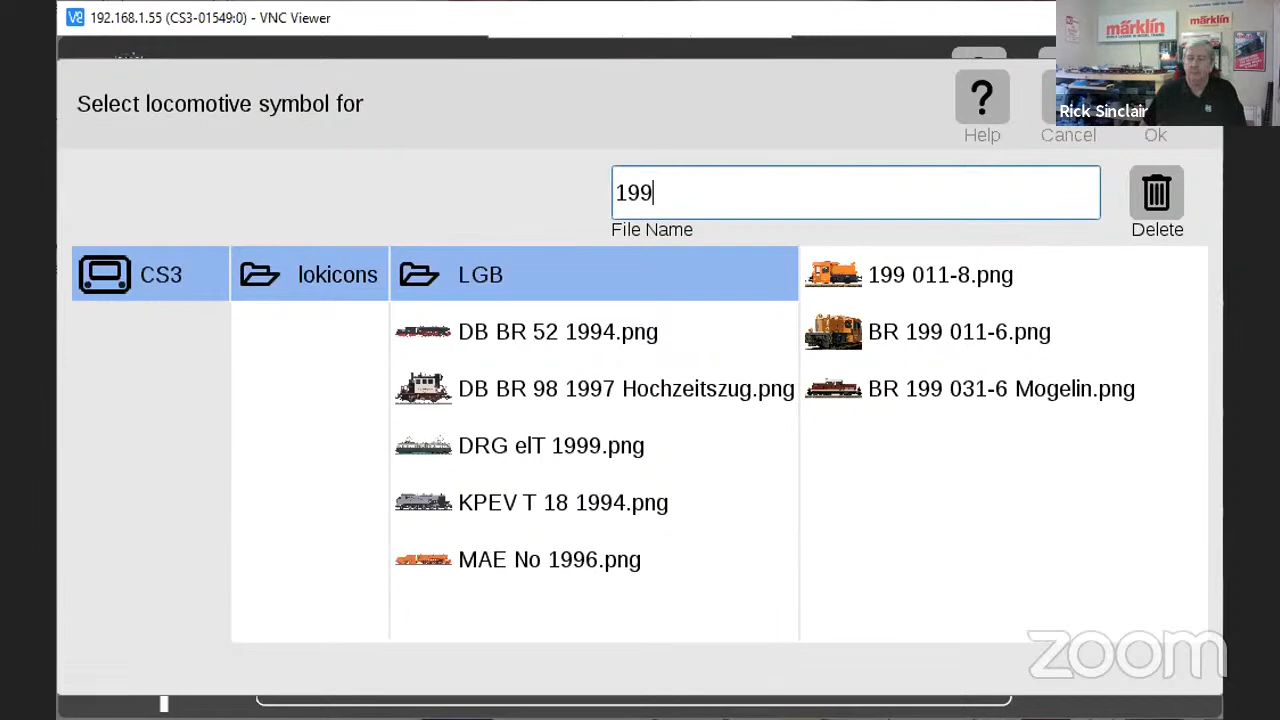 VE 192.168.1.55 (CS3-01549:0) - VNC Viewer
märklín
märklín
Rick Sinclair
Select locomotive symbol for
?
Help
Cancel
Ok
199
File Name
Delete
CS3
lokicons
LGB
DB BR 52 1994.png
DB BR 98 1997 Hochzeitszug.png
DRG elT 1999.png
KPEV T 18 1994.png
MAE No 1996.png
199 011-8.png
BR 199 011-6.png
BR 199 031-6 Mogelin.png
zoom